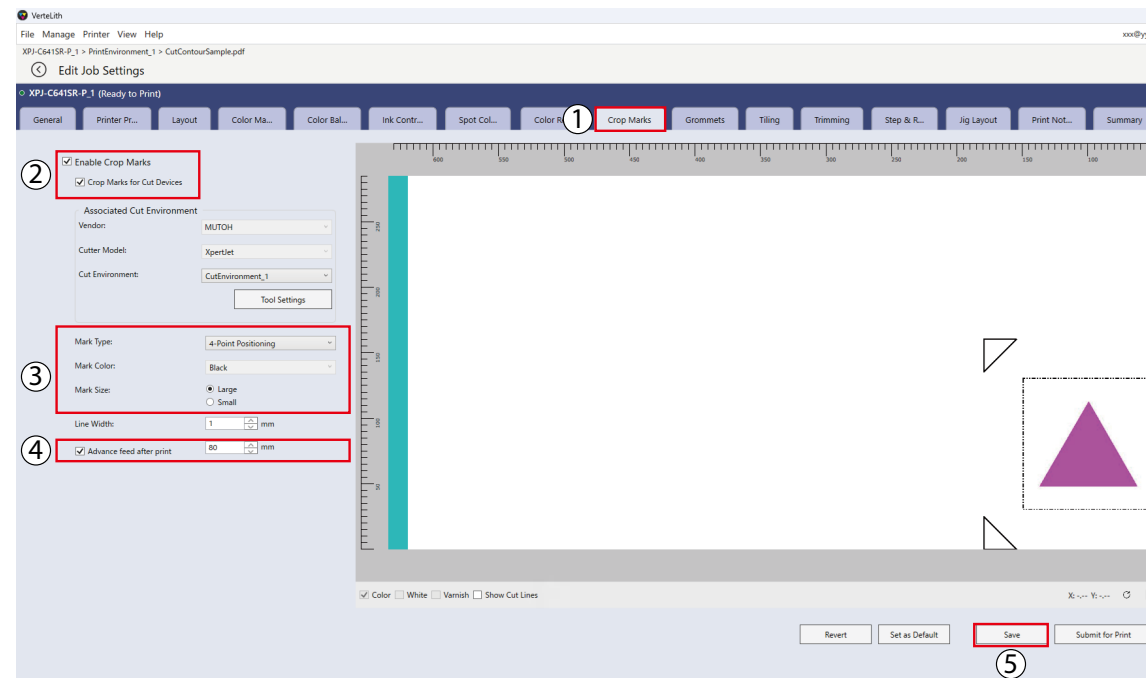 VerteLith
File Manage Printer View Help
xxx@y
XPJ-C641SR-P_1 > PrintEnvironment_1 > CutContourSample.pdf
Edit Job Settings
XPJ-C641SR-P_1 (Ready to Print)
General Printer Pr... Layout Color Ma... Color Bal... Ink Contr... Spot Col... Color R 1 Crop Marks Grommets Tiling Trimming Step & R... Jig Layout Print Not... Summary
600 550 500 450 400 350 300 250 200 150 100
2
Enable Crop Marks
Crop Marks for Cut Devices
Associated Cut Environment
Vendor: MUTOH
Cutter Model: XpertJet
Cut Environment: CutEnvironment_1
Tool Settings
3
Mark Type: 4-Point Positioning
Mark Color: Black
Mark Size: Large
Small
Line Width: 1 mm
4
Advance feed after print 80 mm
250
200
150
100
50
Color White Varnish Show Cut Lines
X: -.-- Y: -.--
Revert Set as Default Save Submit for Print
5